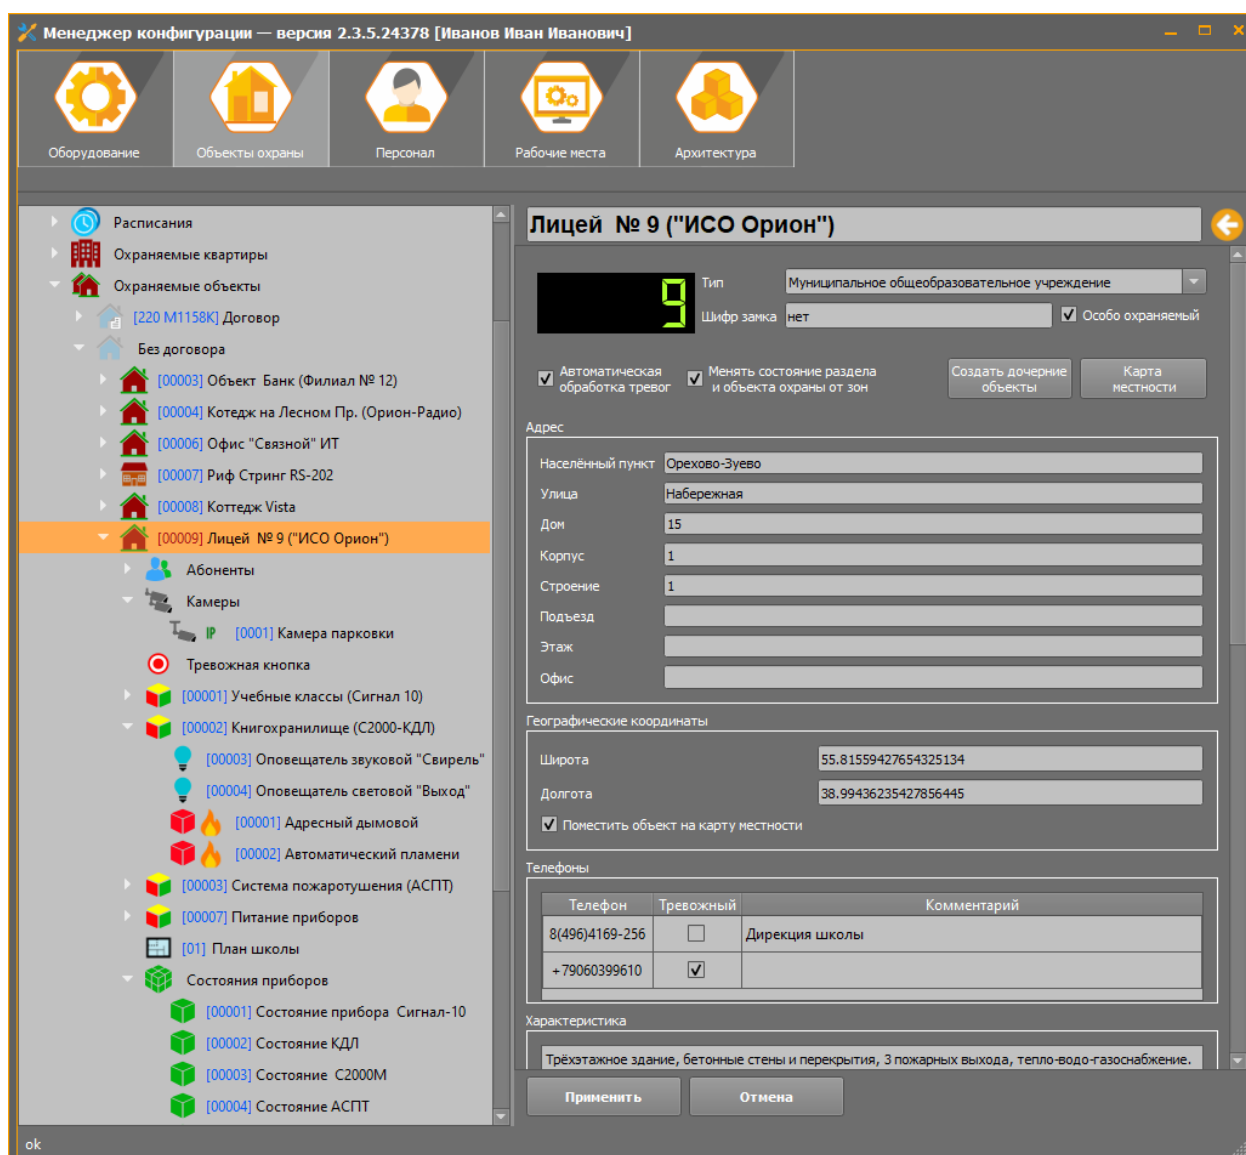 Менеджер конфигурации — версия 2.3.5.24378 [Иванов Иван Иванович]
Оборудование
Объекты охраны
Персонал
Рабочие места
Архитектура
Расписания
Охраняемые квартиры
Охраняемые объекты
[220 М1158К] Договор
Без договора
[00003] Объект Банк (Филиал № 12)
[00004] Котедж на Лесном Пр. (Орион-Радио)
[00006] Офис "Связной" ИТ
[00007] Риф Стринг RS-202
[00008] Коттедж Vista
[00009] Лицей № 9 ("ИСО Орион")
Абоненты
Камеры
IP [0001] Камера парковки
Тревожная кнопка
[00001] Учебные классы (Сигнал 10)
[00002] Книгохранилище (С2000-КДЛ)
[00003] Оповещатель звуковой "Свирель"
[00004] Оповещатель световой "Выход"
[00001] Адресный дымовой
[00002] Автоматический пламени
[00003] Система пожаротушения (АСПТ)
[00007] Питание приборов
[01] План школы
Состояния приборов
[00001] Состояние прибора Сигнал-10
[00002] Состояние КДЛ
[00003] Состояние С2000М
[00004] Состояние АСПТ
Лицей № 9 ("ИСО Орион")
9
Тип Муниципальное общеобразовательное учреждение
Шифр замка нет Особо охраняемый
Автоматическая
обработка тревог
Менять состояние раздела
и объекта охраны от зон
Создать дочерние
объекты
Карта
местности
Адрес
Населённый пункт Орехово-Зуево
Улица Набережная
Дом 15
Корпус 1
Строение 1
Подъезд
Этаж
Офис
Географические координаты
Широта 55.81559427654325134
Долгота 38.99436235427856445
Поместить объект на карту местности
Телефоны
Телефон Тревожный Комментарий
8(496)4169-256 Дирекция школы
+79060399610
Характеристика
Трёхэтажное здание, бетонные стены и перекрытия, 3 пожарных выхода, тепло-водо-газоснабжение.
Применить
Отмена
ok